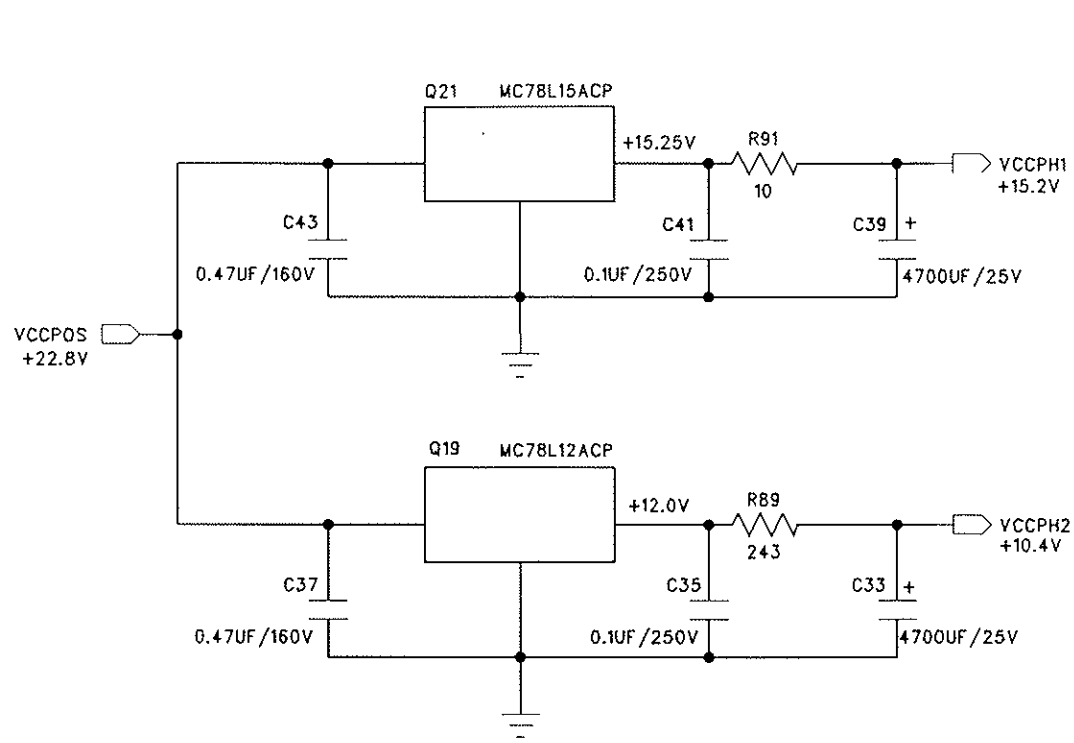 Q21 MC78L15ACP
+15.25V
R91
10
VCCPH1
+15.2V
C43
0.47UF/160V
C41
0.1UF/250V
C39 +
4700UF/25V
VCCPOS
+22.8V
Q19 MC78L12ACP
+12.0V
R89
243
VCCPH2
+10.4V
C37
0.47UF/160V
C35
0.1UF/250V
C33 +
4700UF/25V